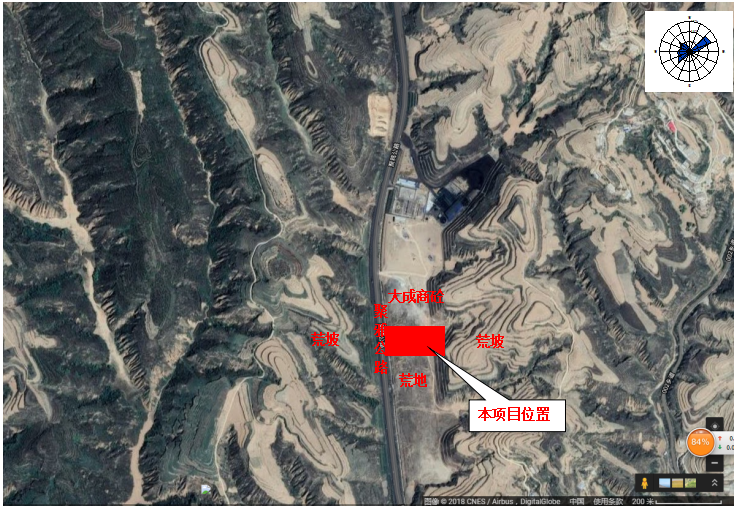 大成商砼
荒坡
荒坡
荒地
本项目位置
84%
图像 © 2018 CNES / Airbus , DigitalGlobe
中国
使用条款
200 米